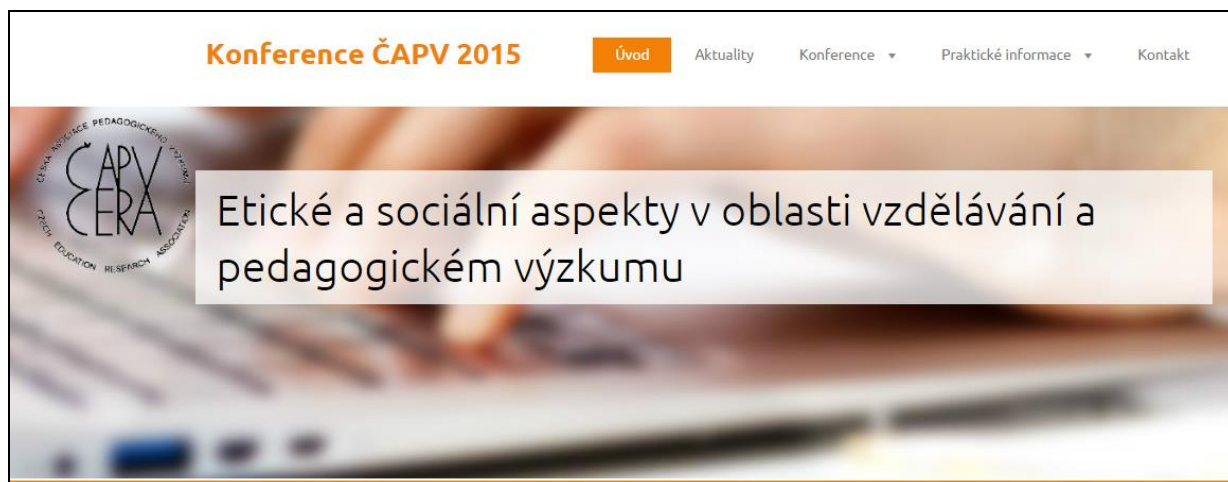 Konference ČAPV 2015
Úvod
Aktuality
Konference
Praktické informace
Kontakt
ČESKÁ ASOCIACE PEDAGOGICKÉHO VÝZKUMU
ČAPV
CERA
CZECH EDUCATION RESEARCH ASSOCIATION
Etické a sociální aspekty v oblasti vzdělávání a
pedagogickém výzkumu